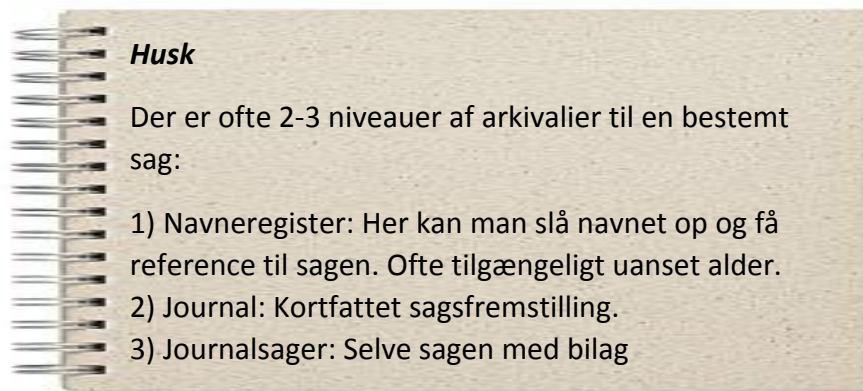 Husk
Der er ofte 2-3 niveauer af arkivalier til en bestemt
sag:
1) Navneregister: Her kan man slå navnet op og få
reference til sagen. Ofte tilgængeligt uanset alder.
2) Journal: Kortfattet sagsfremstilling.
3) Journalsager: Selve sagen med bilag